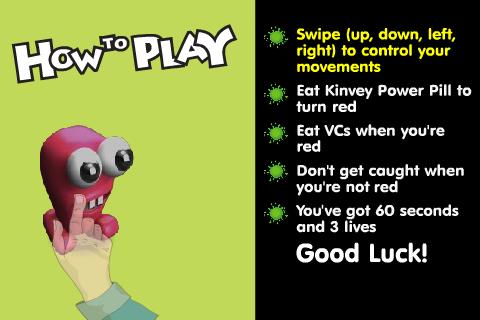 HOW TO PLAY
Swipe (up, down, left,
right) to control your
movements
Eat Kinvey Power Pill to
turn red
Eat VCs when you're
red
Don't get caught when
you're not red
You've got 60 seconds
and 3 lives
Good Luck!